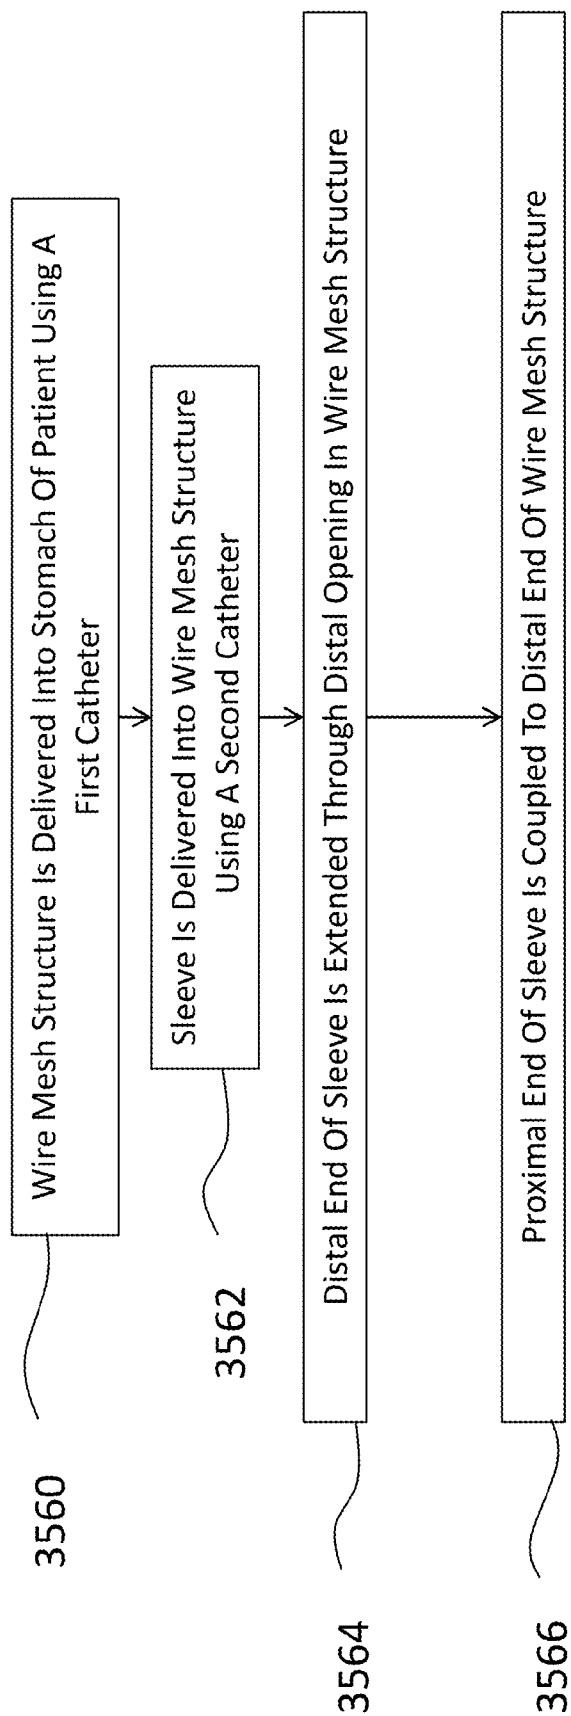 3560
Wire Mesh Structure Is Delivered Into Stomach Of Patient Using A
First Catheter
3562
Sleeve Is Delivered Into Wire Mesh Structure
Using A Second Catheter
3564
Distal End Of Sleeve Is Extended Through Distal Opening In Wire Mesh Structure
3566
Proximal End Of Sleeve Is Coupled To Distal End Of Wire Mesh Structure